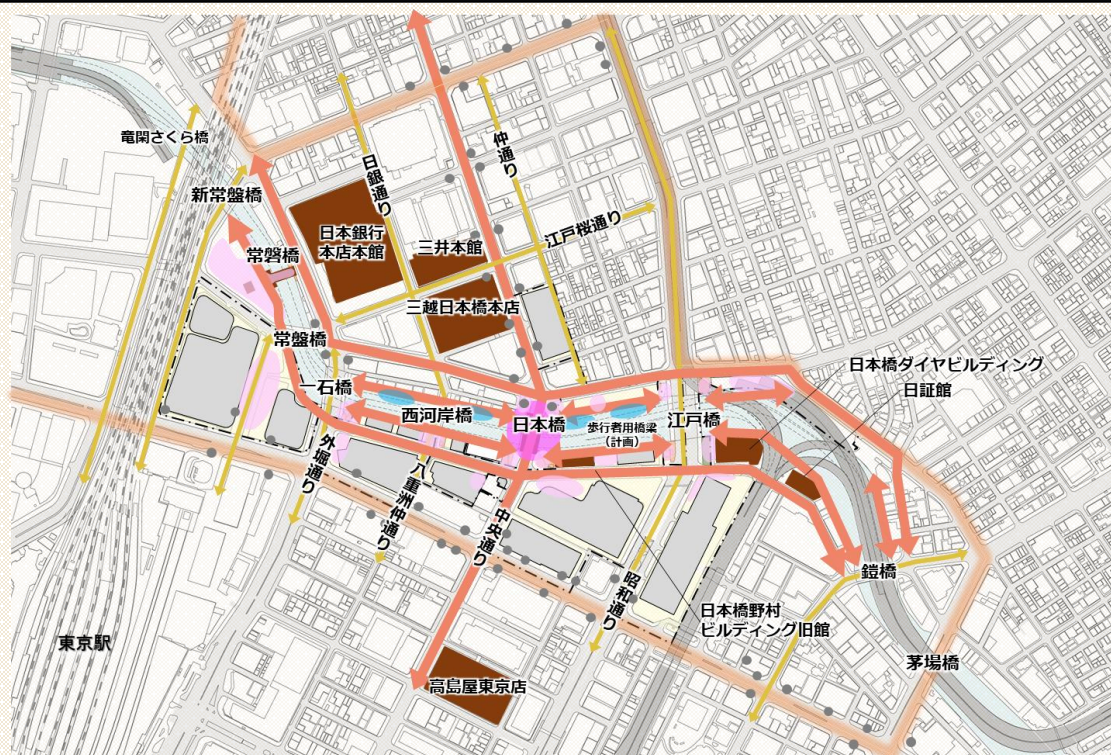 竜閑さくら橋
新常盤橋
常磐橋
常盤橋
一石橋
西河岸橋
日本橋
歩行者用橋梁
（計画）
江戸橋
鎧橋
茅場橋
日銀通り
仲通り
江戸桜通り
外堀通り
八重洲仲通り
中央通り
昭和通り
日本銀行
本店本館
三井本館
三越日本橋本店
日本橋ダイヤビルディング
日証館
日本橋野村
ビルディング旧館
高島屋東京店
東京駅